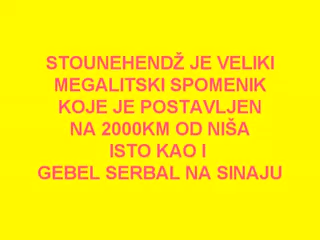 STOUNEHENDŽ JE VELIKI
MEGALITSKI SPOMENIK
KOJE JE POSTAVLJEN
NA 2000KM OD NIŠA
ISTO KAO I
GEBEL SERBAL NA SINAJU